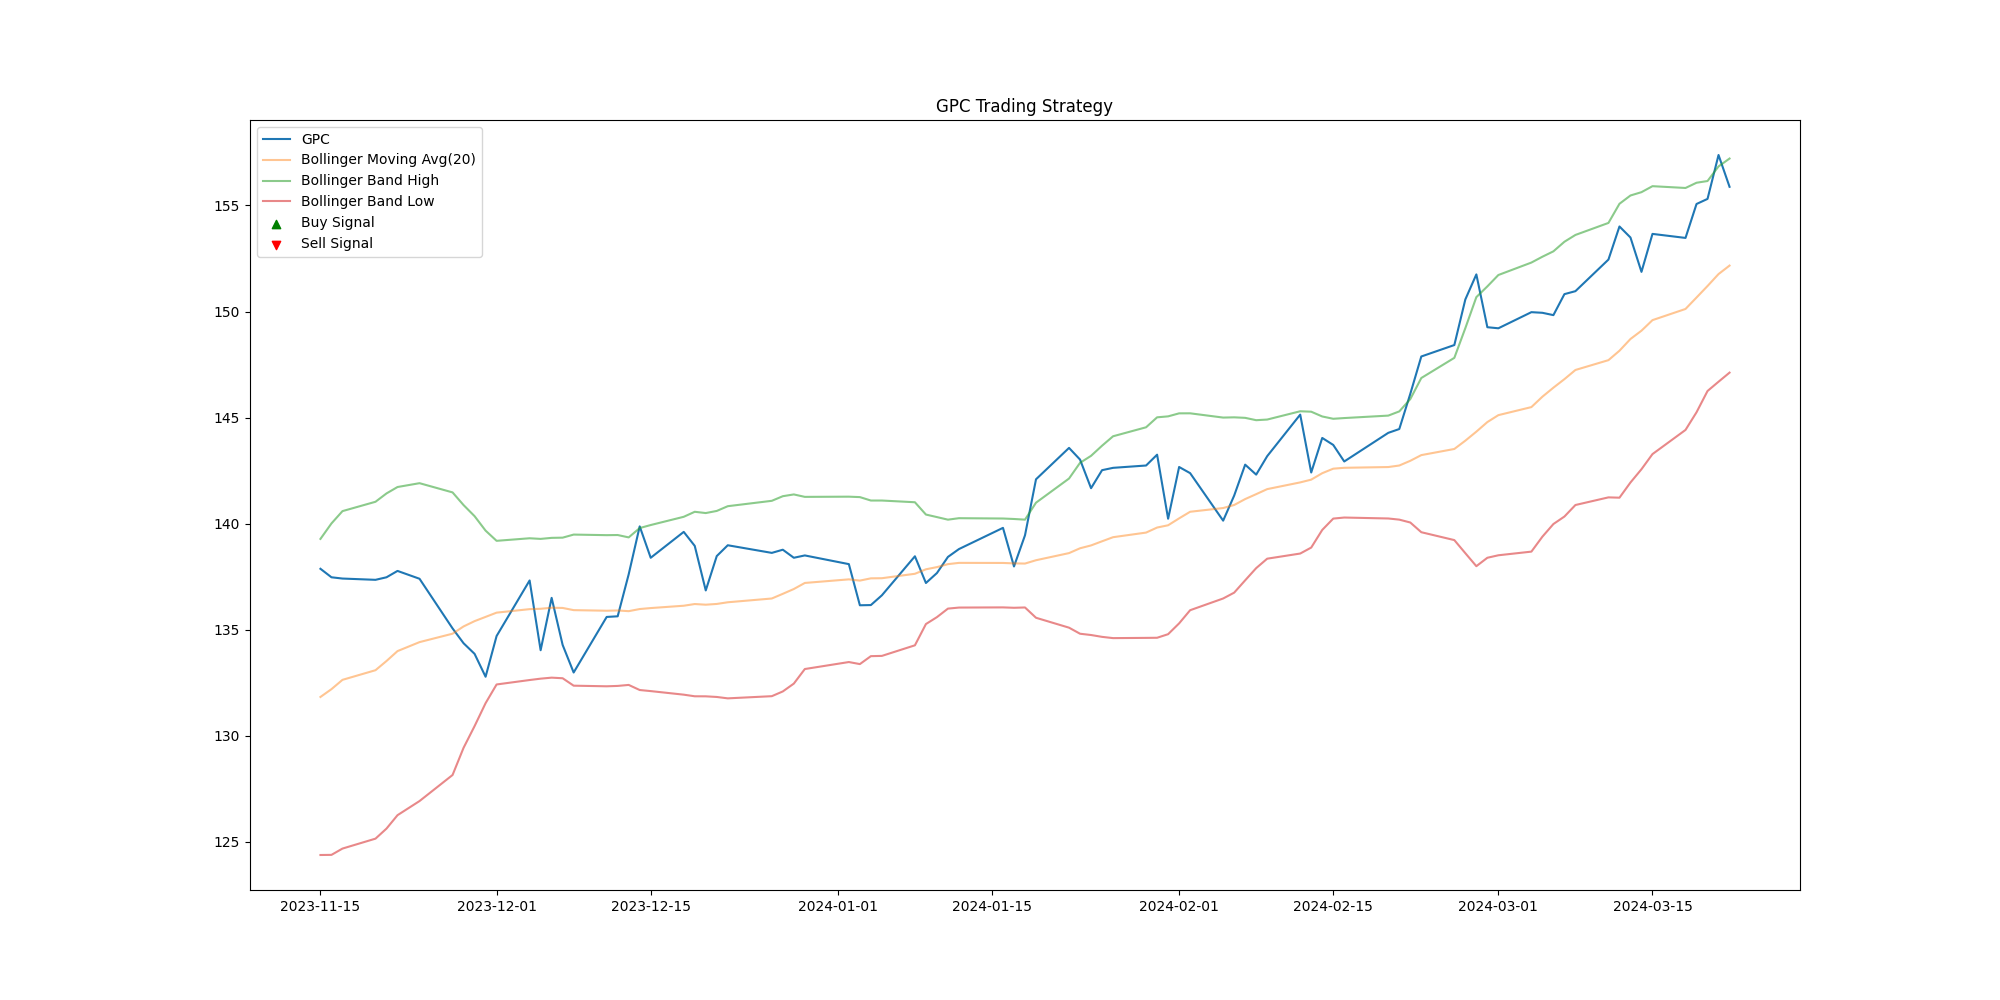 GPC Trading Strategy
GPC
Bollinger Moving Avg(20)
Bollinger Band High
Bollinger Band Low
Buy Signal
Sell Signal
155
150
145
140
135
130
125
2023-11-15
2023-12-01
2023-12-15
2024-01-01
2024-01-15
2024-02-01
2024-02-15
2024-03-01
2024-03-15